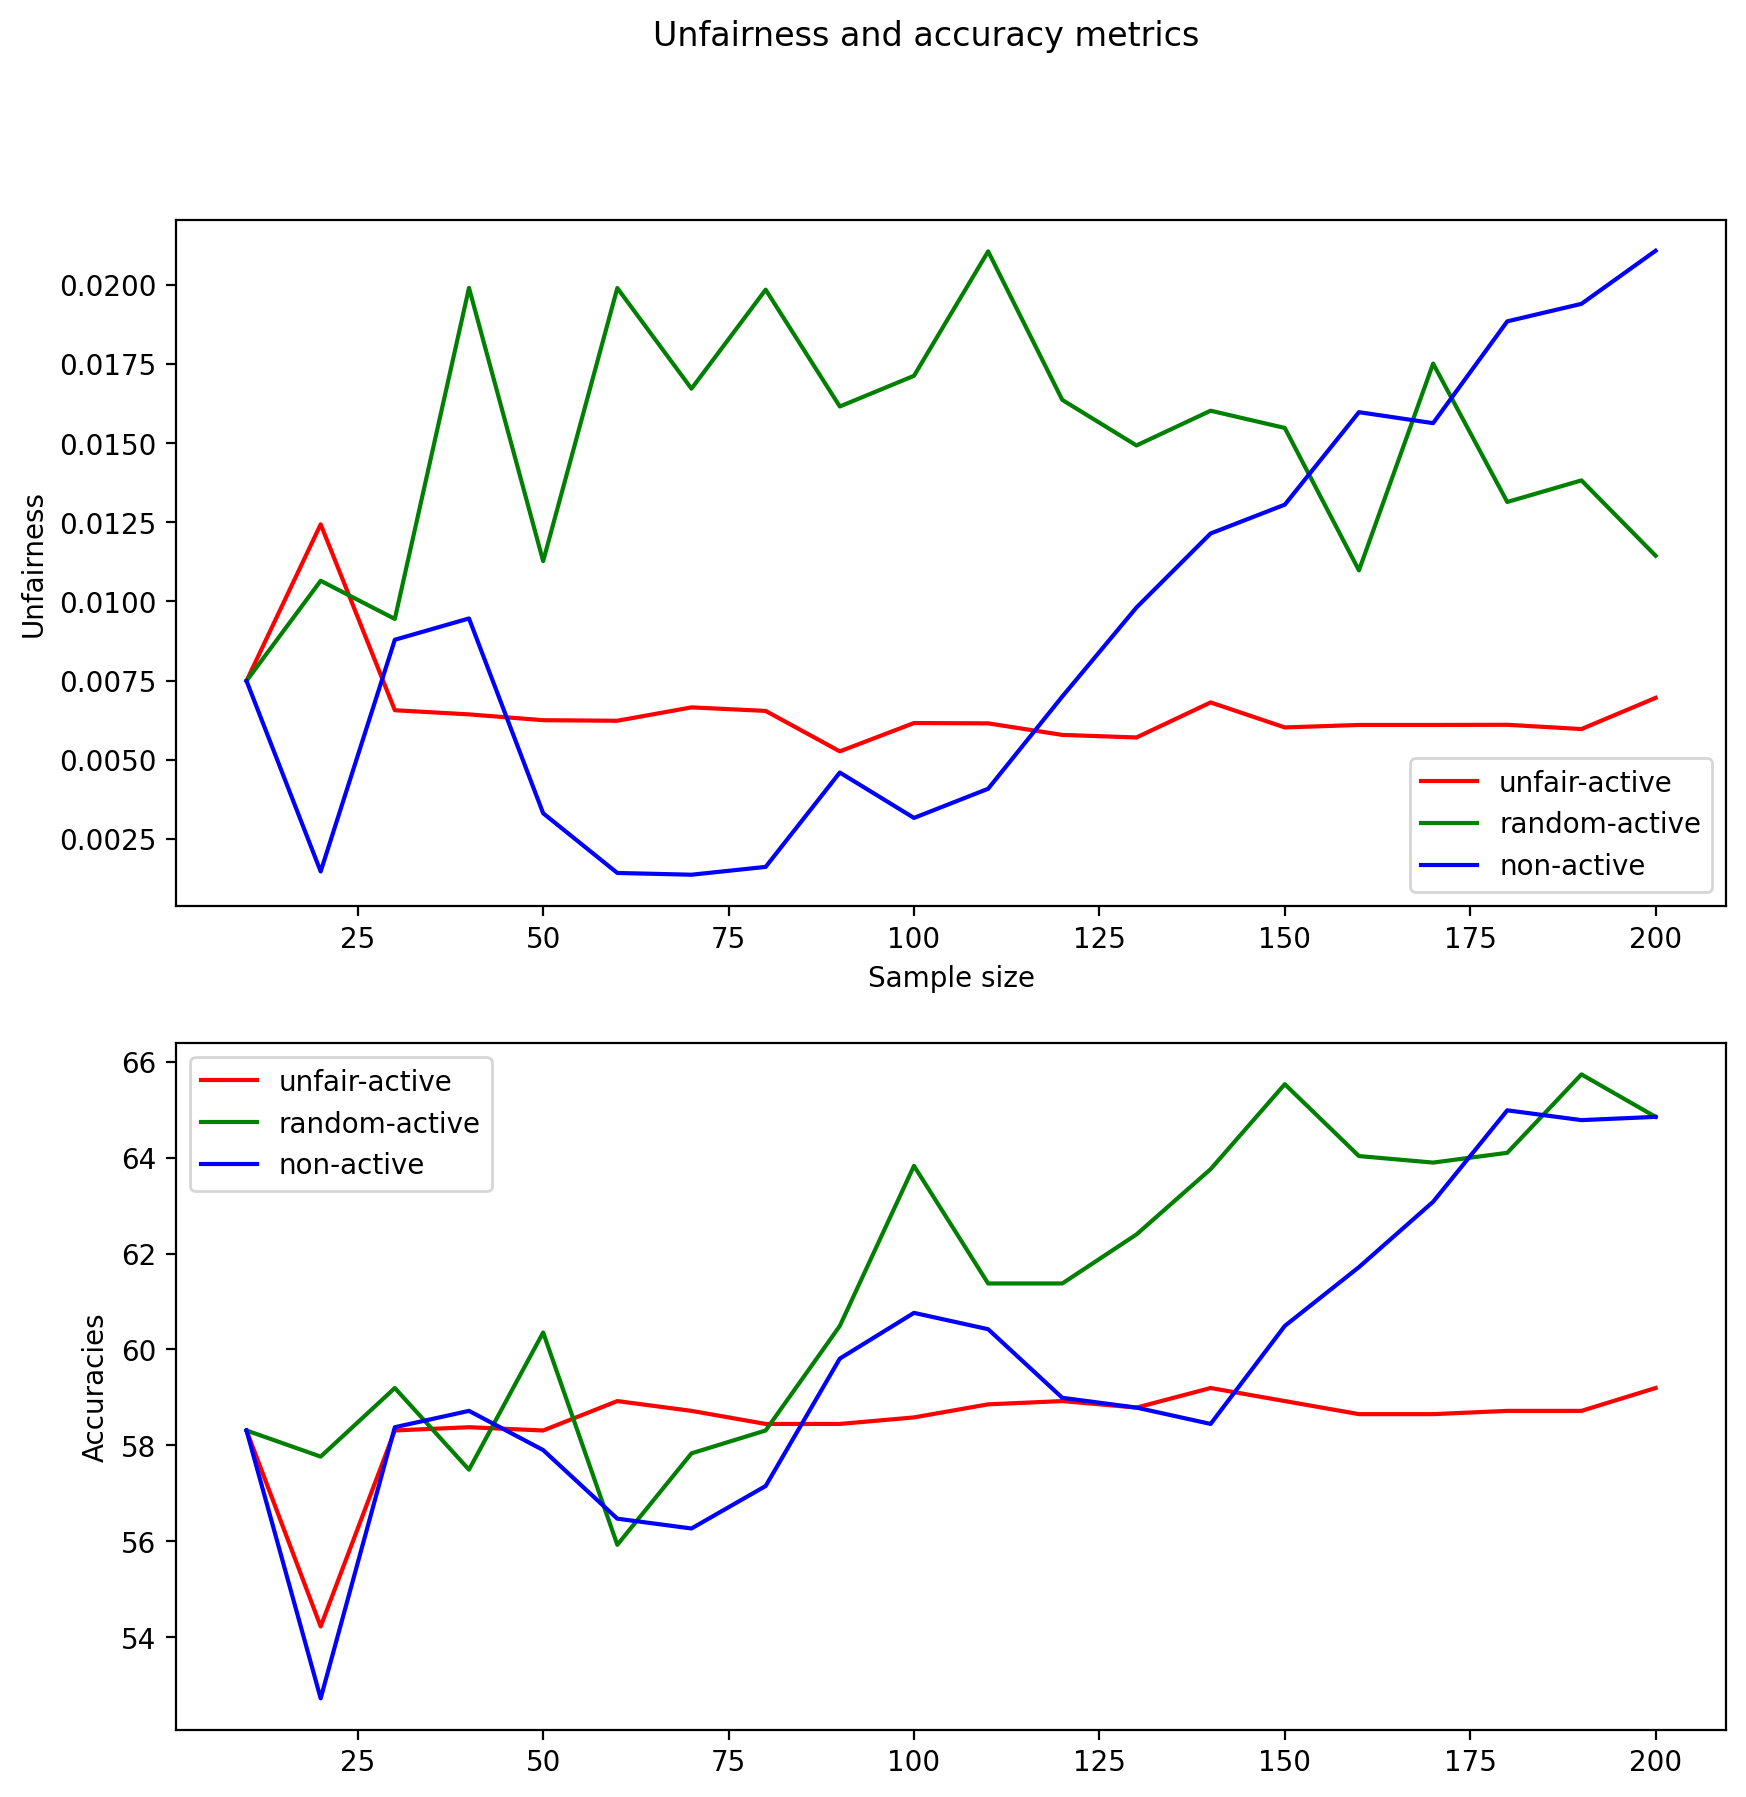 Unfairness and accuracy metrics
0.0200
0.0175
0.0150
0.0125
0.0100
0.0075
0.0050
0.0025
Unfairness
unfair-active
random-active
non-active
25 50 75 100 125 150 175 200
Sample size
66
64
62
60
58
56
54
Accuracies
unfair-active
random-active
non-active
25 50 75 100 125 150 175 200